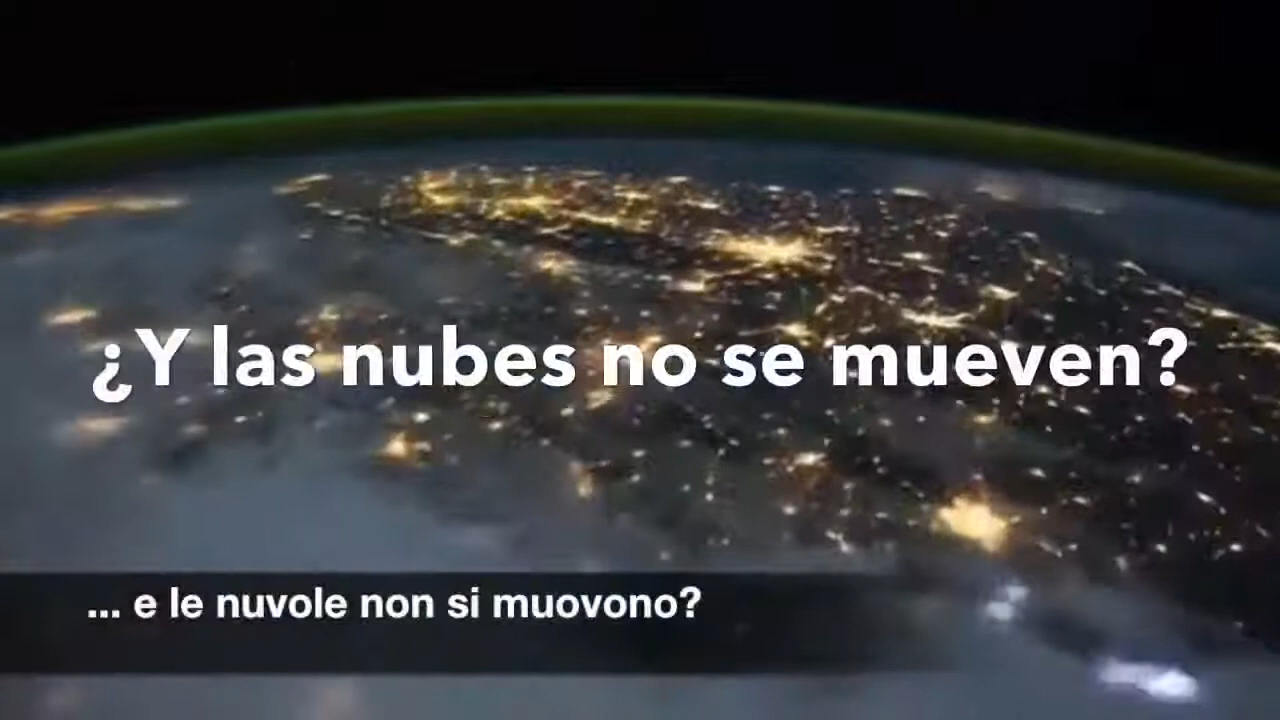 ¿Y las nubes no se mueven?
... e le nuvole non si muovono?